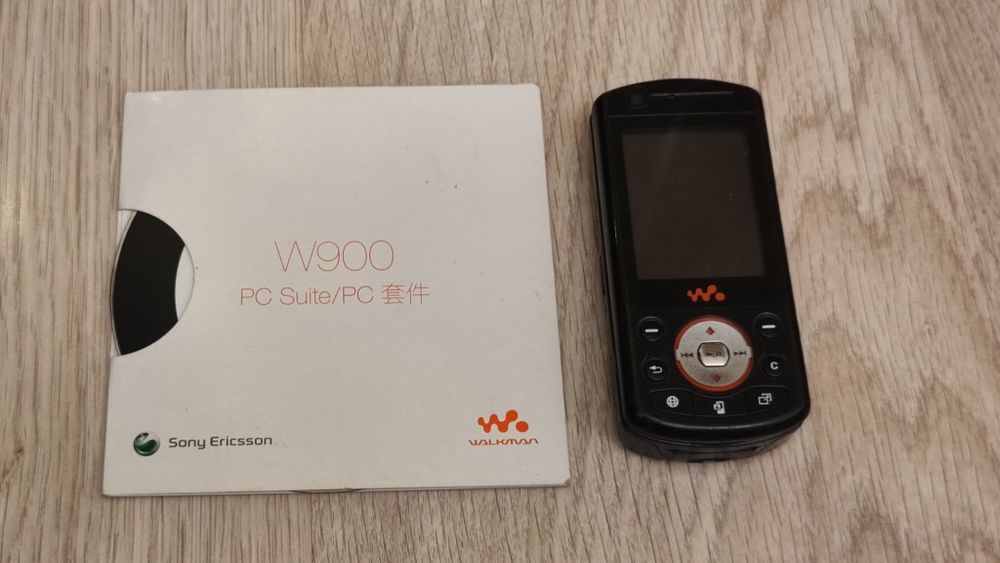 W900
PC Suite/PC 套件
Sony Ericsson
WALKMAN
C